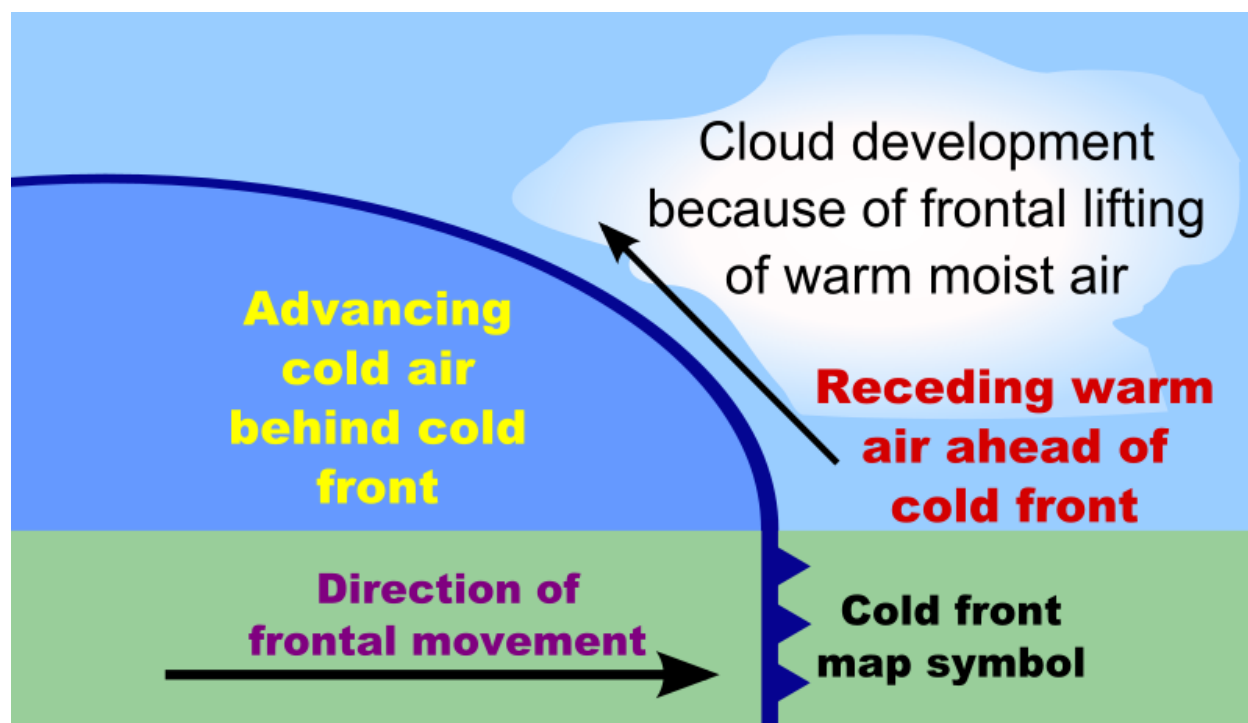 Cloud development
because of frontal lifting
of warm moist air
Advancing
cold air
behind cold
front
Receding warm
air ahead of
cold front
Direction of
frontal movement
Cold front
map symbol